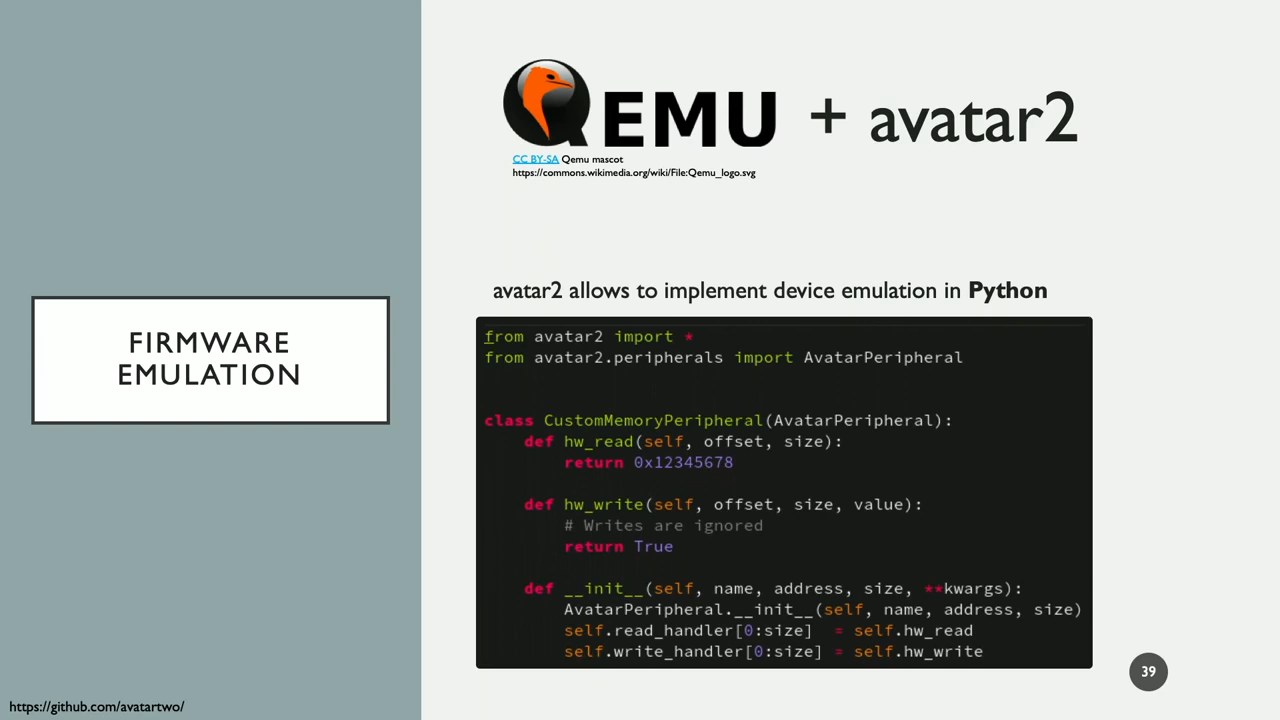 FIRMWARE
EMULATION
QEMU + avatar2
CC BY-SA Qemu mascot
https://commons.wikimedia.org/wiki/File:Qemu_logo.svg
avatar2 allows to implement device emulation in Python
from avatar2 import *
from avatar2.peripherals import AvatarPeripheral
class CustomMemoryPeripheral(AvatarPeripheral):
    def hw_read(self, offset, size):
        return 0x12345678
    def hw_write(self, offset, size, value):
        # Writes are ignored
        return True
    def __init__(self, name, address, size, **kwargs):
        AvatarPeripheral.__init__(self, name, address, size)
        self.read_handler[0:size]  = self.hw_read
        self.write_handler[0:size] = self.hw_write
39
https://github.com/avatartwo/